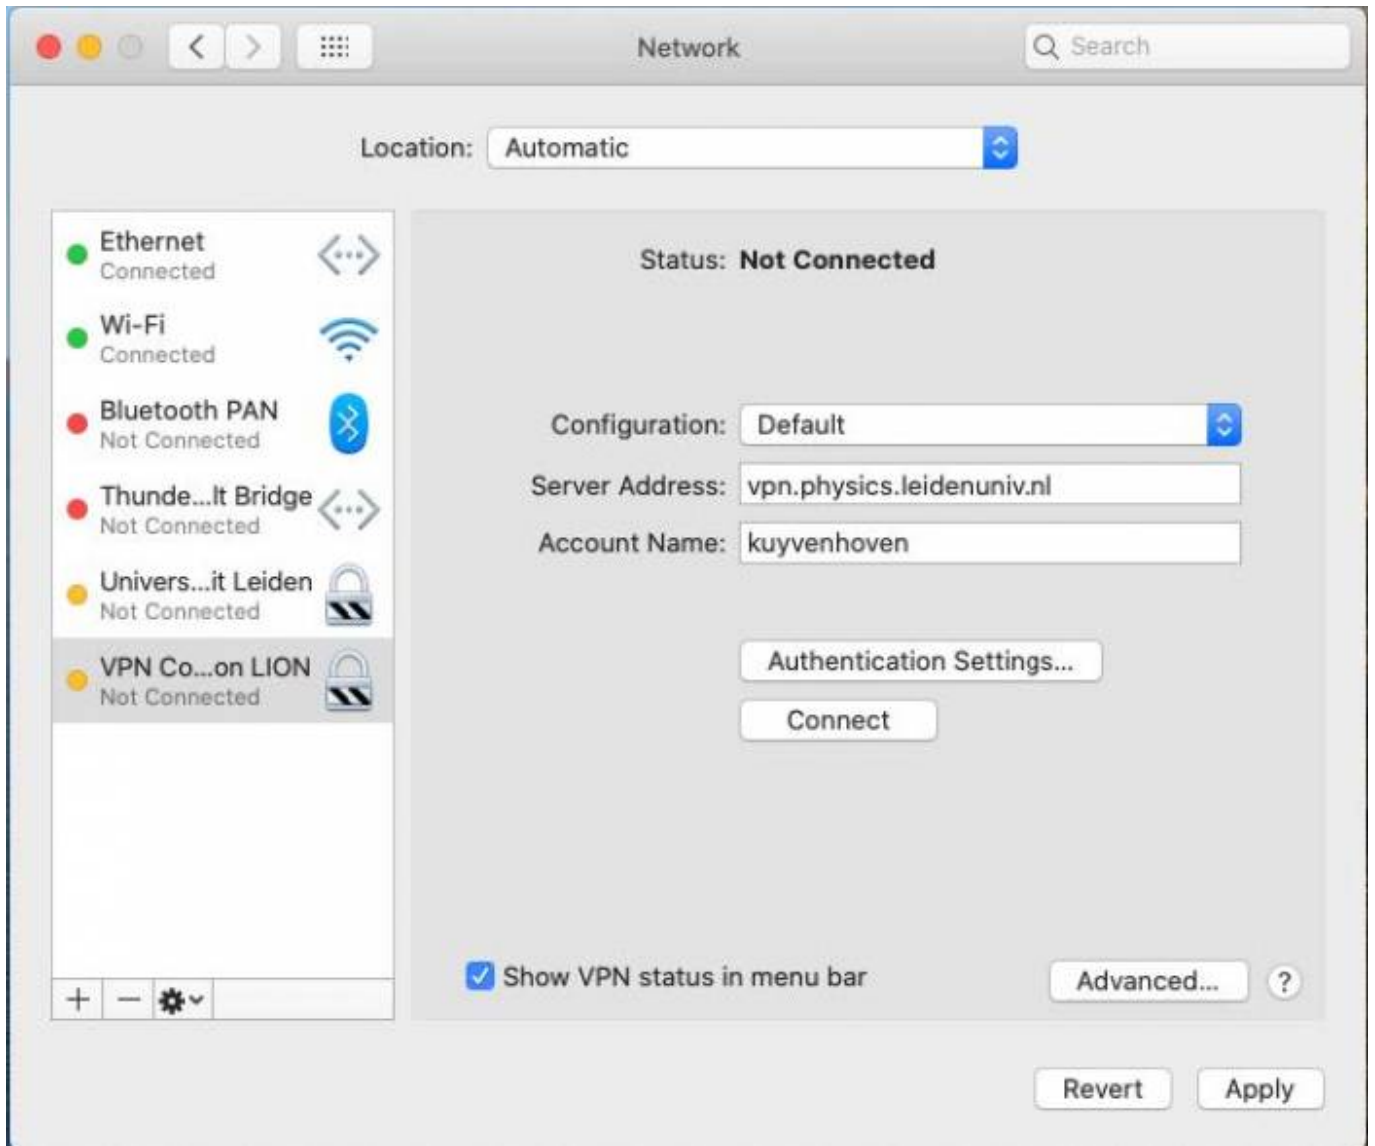 Network
Search
Location: Automatic
Ethernet
Connected
Wi-Fi
Connected
Bluetooth PAN
Not Connected
Thunde...lt Bridge
Not Connected
Univers...it Leiden
Not Connected
VPN Co...on LION
Not Connected
Status: Not Connected
Configuration: Default
Server Address: vpn.physics.leidenuniv.nl
Account Name: kuyvenhoven
Authentication Settings...
Connect
Show VPN status in menu bar
Advanced...
?
Revert
Apply